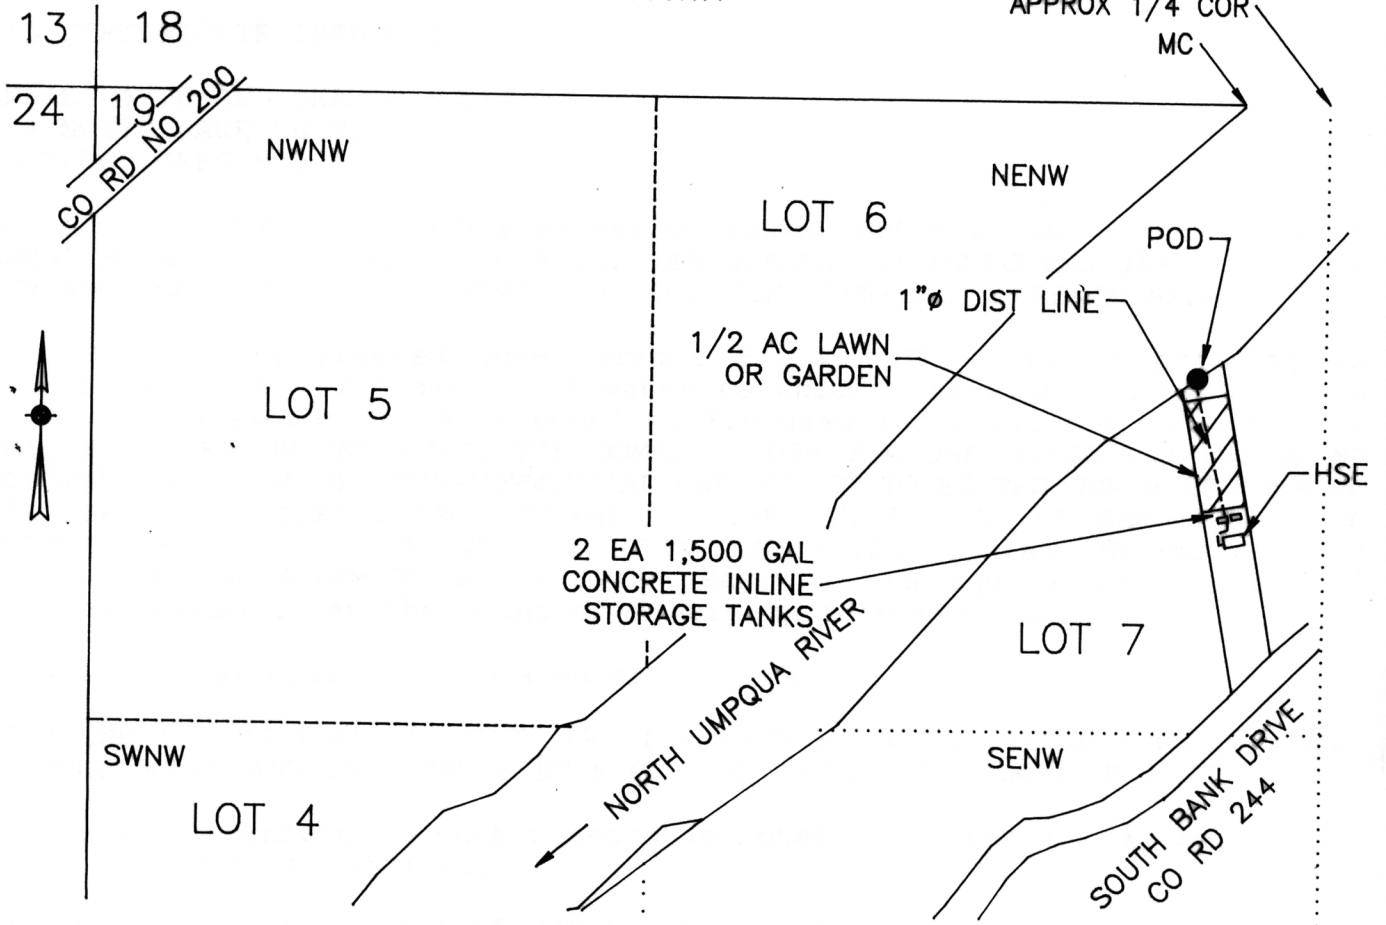 APPROX 1/4 COR
MC
13 18
24 19
CO RD NO 200
NWNW
NENW
LOT 6
POD
1"ø DIST LINE
1/2 AC LAWN
OR GARDEN
LOT 5
HSE
2 EA 1,500 GAL
CONCRETE INLINE
STORAGE TANKS
LOT 7
NORTH UMPQUA RIVER
SWNW
SENW
LOT 4
SOUTH BANK DRIVE
CO RD 244